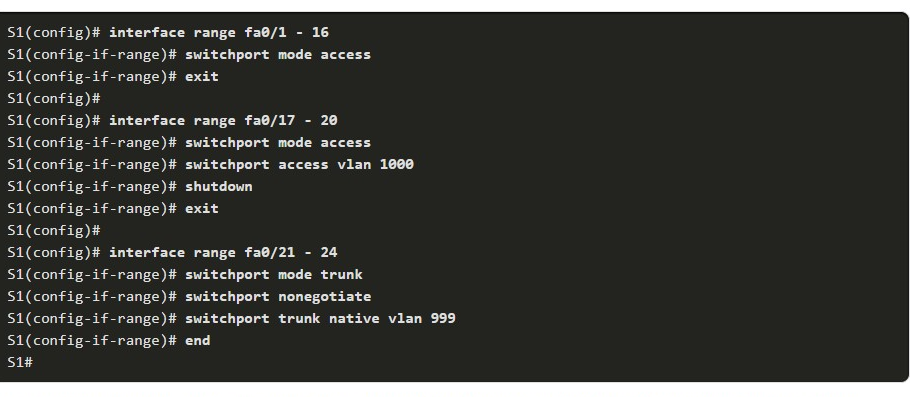 S1(config)# interface range fa0/1 - 16
S1(config-if-range)# switchport mode access
S1(config-if-range)# exit
S1(config)#
S1(config)# interface range fa0/17 - 20
S1(config-if-range)# switchport mode access
S1(config-if-range)# switchport access vlan 1000
S1(config-if-range)# shutdown
S1(config-if-range)# exit
S1(config)#
S1(config)# interface range fa0/21 - 24
S1(config-if-range)# switchport mode trunk
S1(config-if-range)# switchport nonegotiate
S1(config-if-range)# switchport trunk native vlan 999
S1(config-if-range)# end
S1#